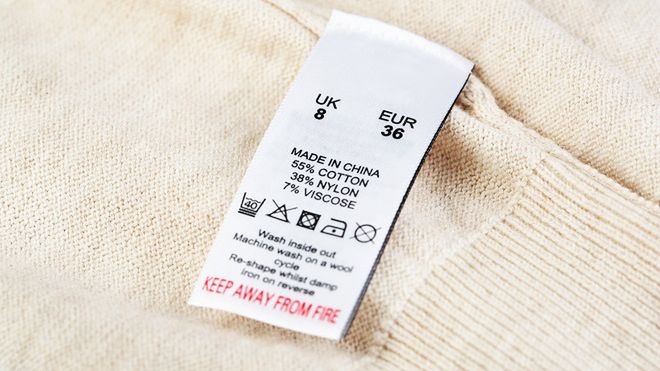 UK EUR
8 36
MADE IN CHINA
55% COTTON
38% NYLON
7% VISCOSE
40
Wash inside out
Machine wash on a wool
cycle
Re-shape whilst damp
Iron on reverse
KEEP AWAY FROM FIRE